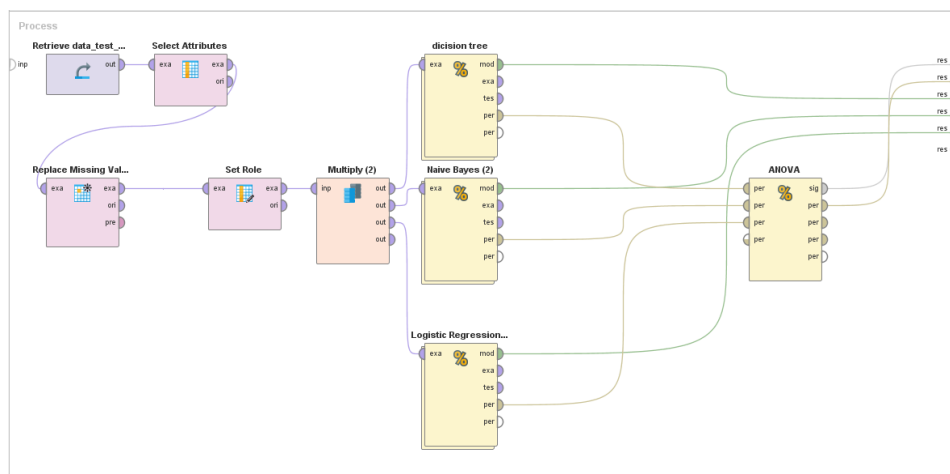 Process
Retrieve data_test_...
Select Attributes
inp
out
exa
exa
ori
dicision tree
exa
mod
exa
tes
per
per
res
res
res
res
res
res
Replace Missing Val...
exa
exa
ori
pre
Set Role
exa
exa
ori
Multiply (2)
inp
out
out
out
out
Naive Bayes (2)
exa
mod
exa
tes
per
per
ANOVA
per
sig
per
per
per
per
per
per
per
Logistic Regression...
exa
mod
exa
tes
per
per